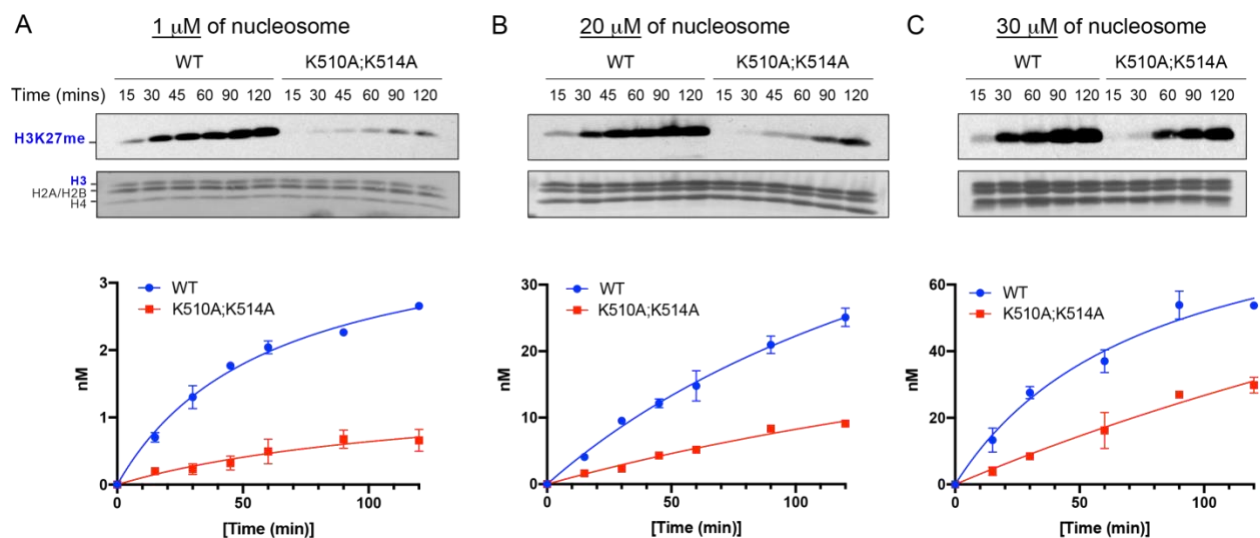 A 1 μM of nucleosome
WT K510A;K514A
Time (mins) 15 30 45 60 90 120 15 30 45 60 90 120
H3K27me
H3
H2A/H2B
H4
3
2
1
0
nM
WT
K510A;K514A
0 50 100
[Time (min)]
B 20 μM of nucleosome
WT K510A;K514A
15 30 45 60 90 120 15 30 45 60 90 120
30
20
10
0
nM
WT
K510A;K514A
0 50 100
[Time (min)]
C 30 μM of nucleosome
WT K510A;K514A
15 30 60 90 120 15 30 60 90 120
60
40
20
0
nM
WT
K510A;K514A
0 50 100
[Time (min)]